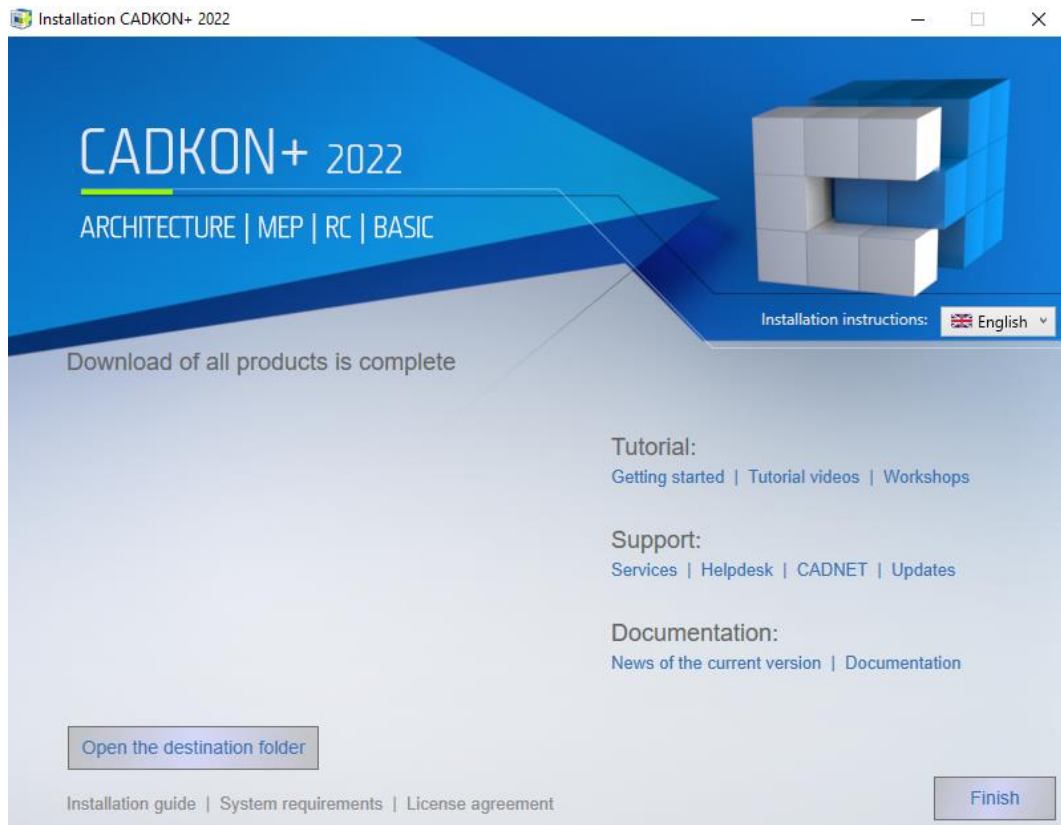 Installation CADKON+ 2022
CADKON+ 2022
ARCHITECTURE | MEP | RC | BASIC
Installation instructions: English
Download of all products is complete
Tutorial:
Getting started | Tutorial videos | Workshops
Support:
Services | Helpdesk | CADNET | Updates
Documentation:
News of the current version | Documentation
Open the destination folder
Installation guide | System requirements | License agreement
Finish